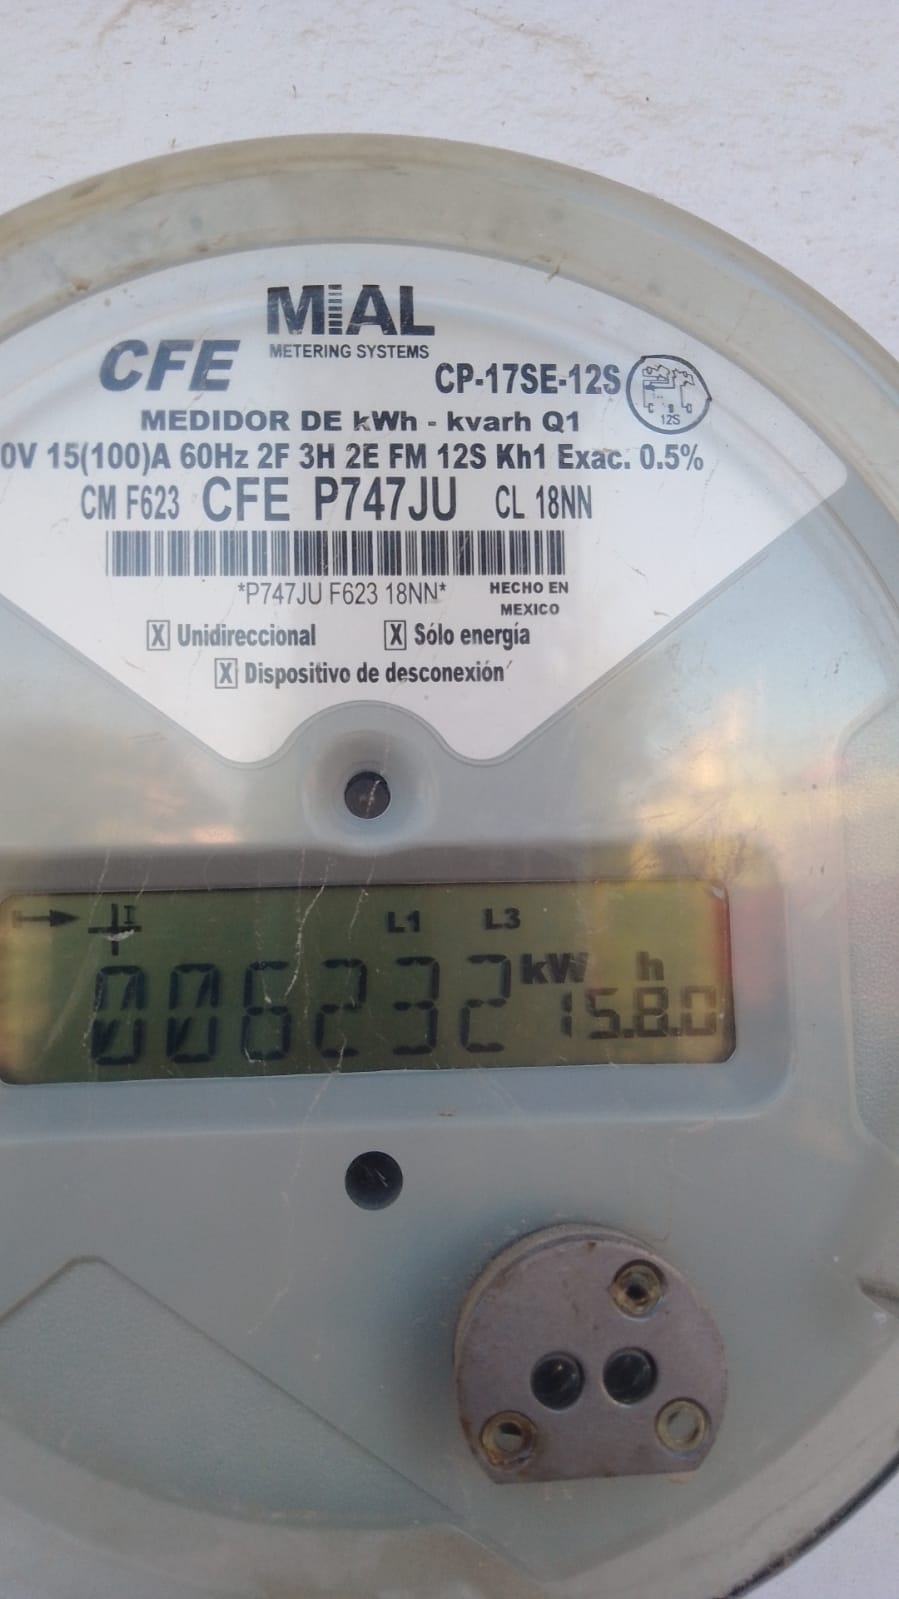 MIAL
METERING SYSTEMS
CFE
CP-17SE-12S
12S
MEDIDOR DE kWh - kvarh Q1
0V 15(100)A 60Hz 2F 3H 2E FM 12S Kh1 Exac. 0.5%
CM F623 CFE P747JU CL 18NN
*P747JU F623 18NN*
HECHO EN
MEXICO
X Unidireccional X Sólo energía
X Dispositivo de desconexión
L1 L3
006232 kW h 15.8.0